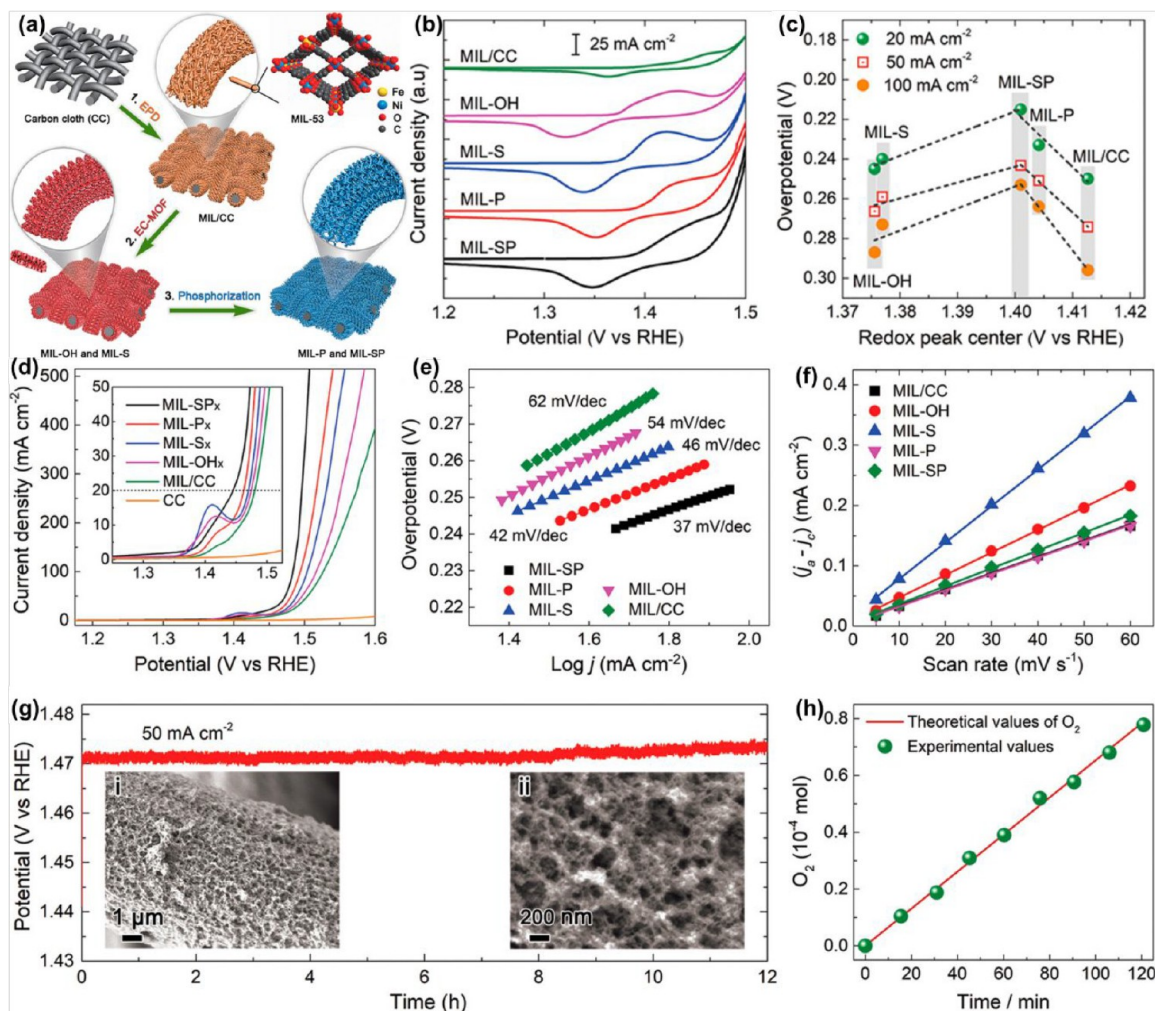 (a)
Carbon cloth (CC)
1. EPD
Fe
Ni
O
C
MIL-53
MIL/CC
2. EC-MOF
3. Phosphorization
MIL-OH and MIL-S
MIL-P and MIL-SP
(b)
25 mA cm-2
MIL/CC
MIL-OH
MIL-S
MIL-P
MIL-SP
Current density (a.u)
1.2 1.3 1.4 1.5
Potential (V vs RHE)
(c)
20 mA cm-2
50 mA cm-2
100 mA cm-2
MIL-SP
MIL-P
MIL-S
MIL/CC
MIL-OH
Overpotential (V)
0.18
0.20
0.22
0.24
0.26
0.28
0.30
1.38 1.39 1.40 1.41 1.42
Redox peak center (V vs RHE)
(d)
Current density (mA cm-2)
500
400
300
200
100
0
50
40
30
20
10
0
MIL-SPx
MIL-Px
MIL-Sx
MIL-OHx
MIL/CC
CC
1.3 1.4 1.5
1.2 1.3 1.4 1.5 1.6
Potential (V vs RHE)
(e)
Overpotential (V)
0.28
0.27
0.26
0.25
0.24
0.23
0.22
62 mV/dec
54 mV/dec
46 mV/dec
42 mV/dec
37 mV/dec
MIL-SP
MIL-P
MIL-S
MIL-OH
MIL/CC
1.4 1.6 1.8 2.0
Log j (mA cm-2)
(f)
MIL/CC
MIL-OH
MIL-S
MIL-P
MIL-SP
(ja - jc) (mA cm-2)
0.4
0.3
0.2
0.1
0.0
0 10 20 30 40 50 60
Scan rate (mV s-1)
(g)
Potential (V vs RHE)
1.48
1.47
1.46
1.45
1.44
1.43
50 mA cm-2
i
1 μm
ii
200 nm
0 2 4 6 8 10 12
Time (h)
(h)
Theoretical values of O2
Experimental values
O2 (10-4 mol)
0.8
0.6
0.4
0.2
0.0
0 20 40 60 80 100 120
Time / min